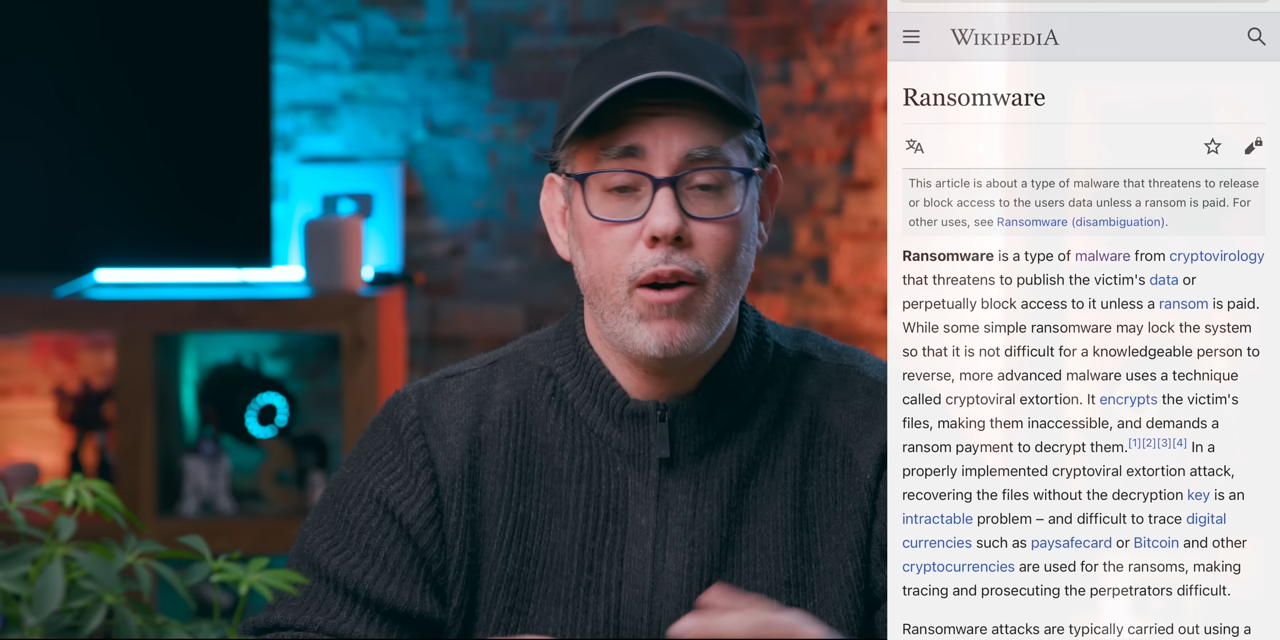 WIKIPEDIA
Ransomware
This article is about a type of malware that threatens to release
or block access to the users data unless a ransom is paid. For
other uses, see Ransomware (disambiguation).
Ransomware is a type of malware from cryptovirology
that threatens to publish the victim's data or
perpetually block access to it unless a ransom is paid.
While some simple ransomware may lock the system
so that it is not difficult for a knowledgeable person to
reverse, more advanced malware uses a technique
called cryptoviral extortion. It encrypts the victim's
files, making them inaccessible, and demands a
ransom payment to decrypt them.[1][2][3][4] In a
properly implemented cryptoviral extortion attack,
recovering the files without the decryption key is an
intractable problem – and difficult to trace digital
currencies such as paysafecard or Bitcoin and other
cryptocurrencies are used for the ransoms, making
tracing and prosecuting the perpetrators difficult.
Ransomware attacks are typically carried out using a